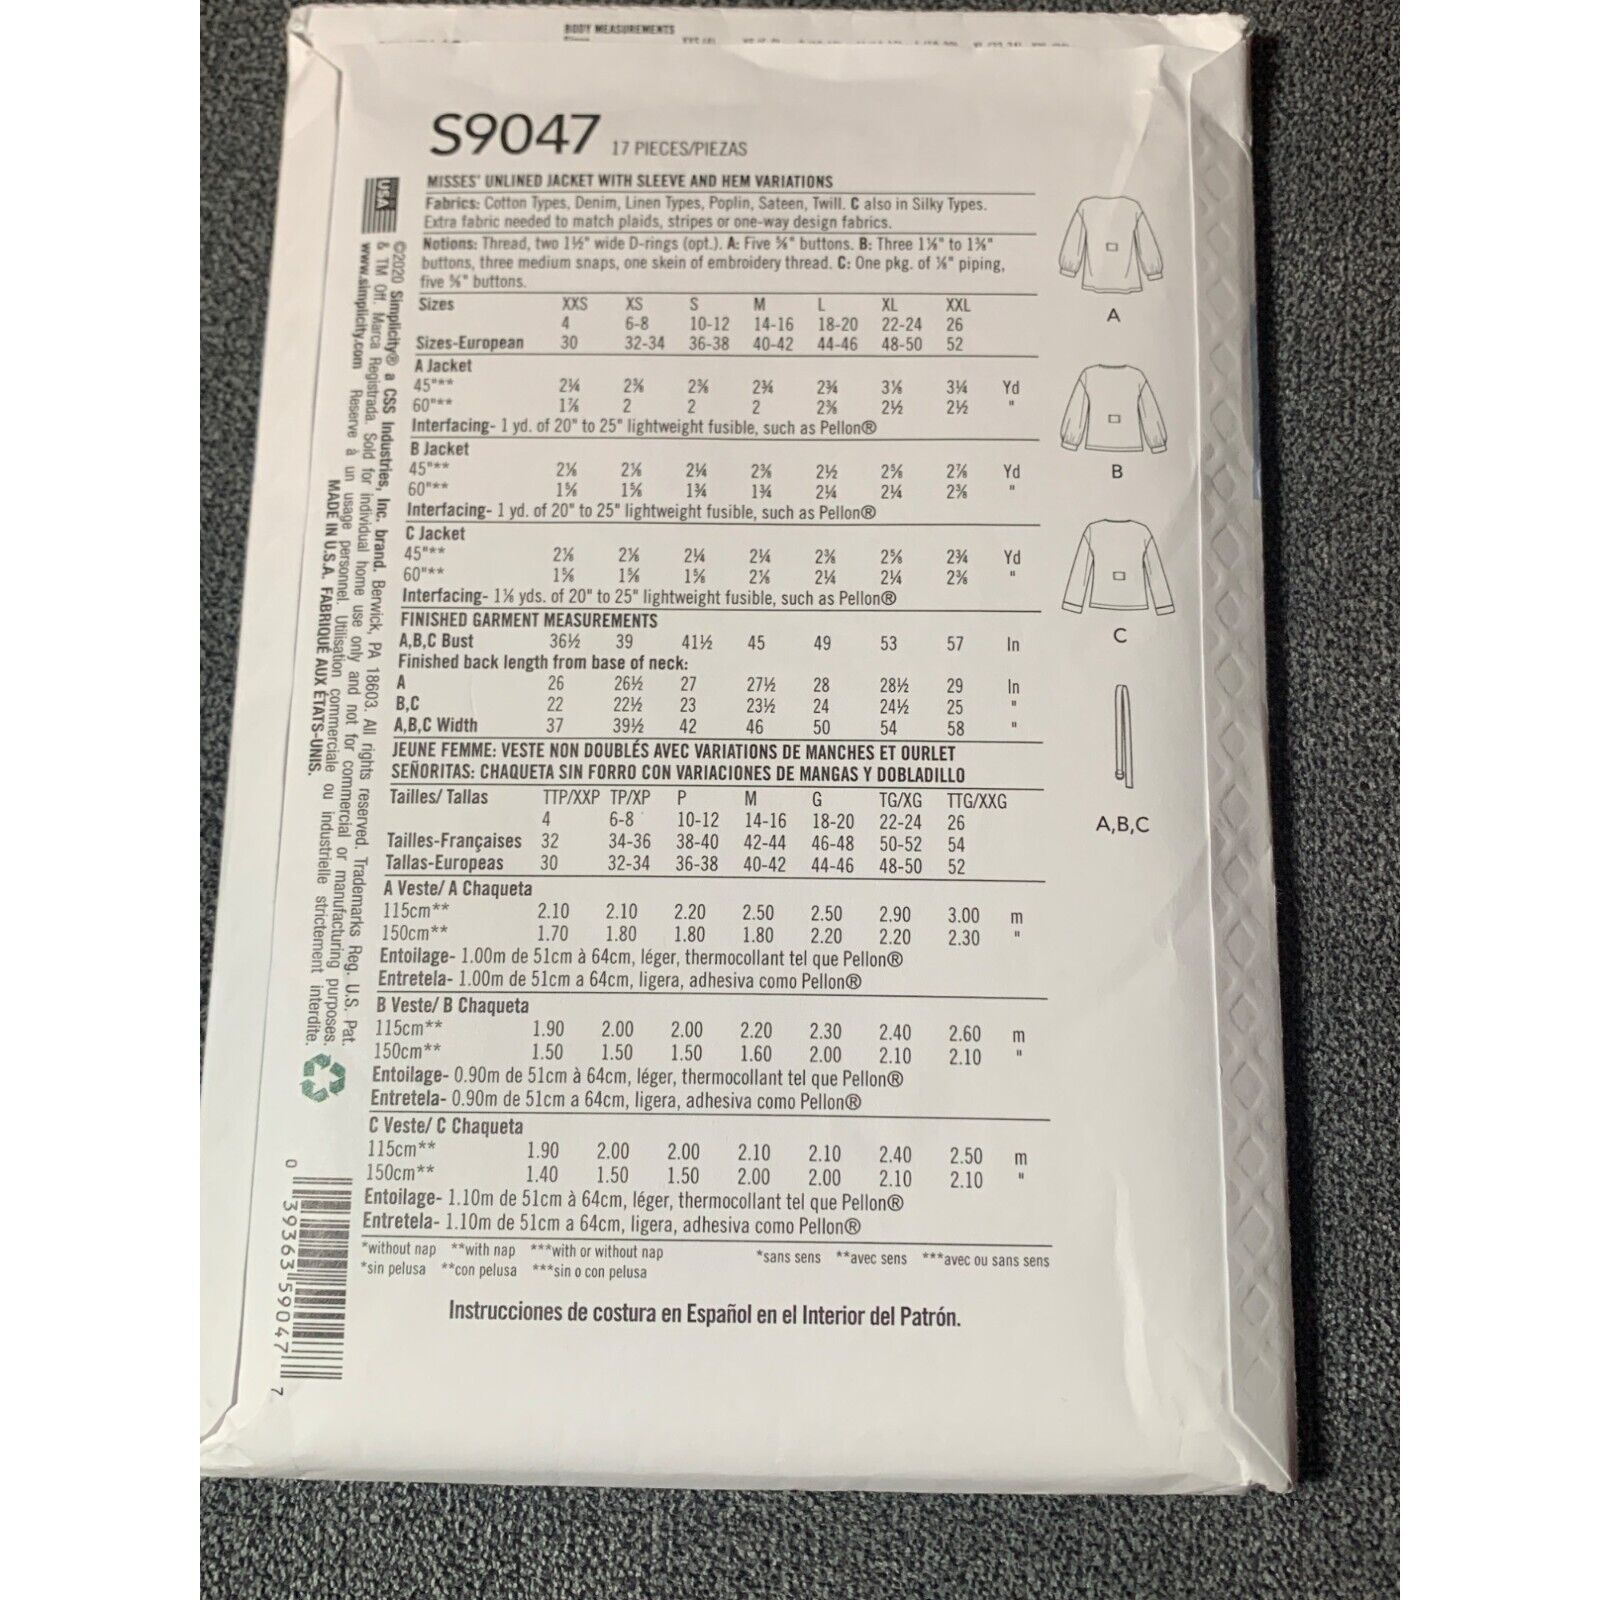 BODY MEASUREMENTS
S9047 17 PIECES/PIEZAS
MISSES' UNLINED JACKET WITH SLEEVE AND HEM VARIATIONS
Fabrics: Cotton Types, Denim, Linen Types, Poplin, Sateen, Twill. C also in Silky Types.
Extra fabric needed to match plaids, stripes or one-way design fabrics.
Notions: Thread, two 1½" wide D-rings (opt.). A: Five buttons. B: Three to
buttons, three medium snaps, one skein of embroidery thread. C: One pkg. of piping,
five buttons.
Sizes XXS XS S M L XL XXL
4 6-8 10-12 14-16 18-20 22-24 26
Sizes-European 30 32-34 36-38 40-42 44-46 48-50 52
A Jacket
45"** 2¼ 2¾ 2¾ 3¼ Yd
60"** 1⅞ 2 2 2 2⅜ 2½ 2½ "
Interfacing- 1 yd. of 20" to 25" lightweight fusible, such as Pellon®
B Jacket
45"** 2⅛ 2⅛ 2¼ 2⅜ 2½ 2⅝ 2⅞ Yd
60"** 1⅝ 1⅝ 1¾ 1¾ 2¼ 2¼ 2⅜ "
Interfacing- 1 yd. of 20" to 25" lightweight fusible, such as Pellon®
C Jacket
45"** 2⅛ 2⅛ 2¼ 2¼ 2⅜ 2⅝ 2¾ Yd
60"** 1⅝ 1⅝ 1⅝ 2⅛ 2¼ 2¼ 2⅜ "
Interfacing- 1⅛ yds. of 20" to 25" lightweight fusible, such as Pellon®
FINISHED GARMENT MEASUREMENTS
A,B,C Bust 36½ 39 41½ 45 49 53 57 In
Finished back length from base of neck:
A 26 26½ 27 27½ 28 28½ 29 In
B,C 22 22½ 23 23½ 24 24½ 25 "
A,B,C Width 37 39½ 42 46 50 54 58 "
JEUNE FEMME: VESTE NON DOUBLÉS AVEC VARIATIONS DE MANCHES ET OURLET
SEÑORITAS: CHAQUETA SIN FORRO CON VARIACIONES DE MANGAS Y DOBLADILLO
Tailles/ Tallas TTP/XXP TP/XP P M G TG/XG TTG/XXG
4 6-8 10-12 14-16 18-20 22-24 26
Tailles-Françaises 32 34-36 38-40 42-44 46-48 50-52 54
Tallas-Europeas 30 32-34 36-38 40-42 44-46 48-50 52
A Veste/ A Chaqueta
115cm** 2.10 2.10 2.20 2.50 2.50 2.90 3.00 m
150cm** 1.70 1.80 1.80 1.80 2.20 2.20 2.30 "
Entoilage- 1.00m de 51cm à 64cm, léger, thermocollant tel que Pellon®
Entretela- 1.00m de 51cm a 64cm, ligera, adhesiva como Pellon®
B Veste/ B Chaqueta
115cm** 1.90 2.00 2.00 2.20 2.30 2.40 2.60 m
150cm** 1.50 1.50 1.50 1.60 2.00 2.10 2.10 "
Entoilage- 0.90m de 51cm à 64cm, léger, thermocollant tel que Pellon®
Entretela- 0.90m de 51cm a 64cm, ligera, adhesiva como Pellon®
C Veste/ C Chaqueta
115cm** 1.90 2.00 2.00 2.10 2.10 2.40 2.50 m
150cm** 1.40 1.50 1.50 2.00 2.00 2.10 2.10 "
Entoilage- 1.10m de 51cm à 64cm, léger, thermocollant tel que Pellon®
Entretela- 1.10m de 51cm a 64cm, ligera, adhesiva como Pellon®
*without nap **with nap ***with or without nap *sans sens **avec sens ***avec ou sans sens
*sin pelusa **con pelusa ***sin o con pelusa
Instrucciones de costura en Español en el Interior del Patrón.
A
B
C
A,B,C
USA
©2020 Simplicity® a CSS Industries, Inc. brand. Berwick, PA 18603. All rights reserved. Trademarks Reg. U.S. Pat.
& TM Off. Marca Registrada. Sold for individual home use only and not for commercial or manufacturing purposes.
www.simplicity.com Reserve à un usage personnel. Utilisation commerciale ou industrielle strictement interdite.
MADE IN U.S.A. FABRIQUÉ AUX ÉTATS-UNIS.
0 39363 59047 7